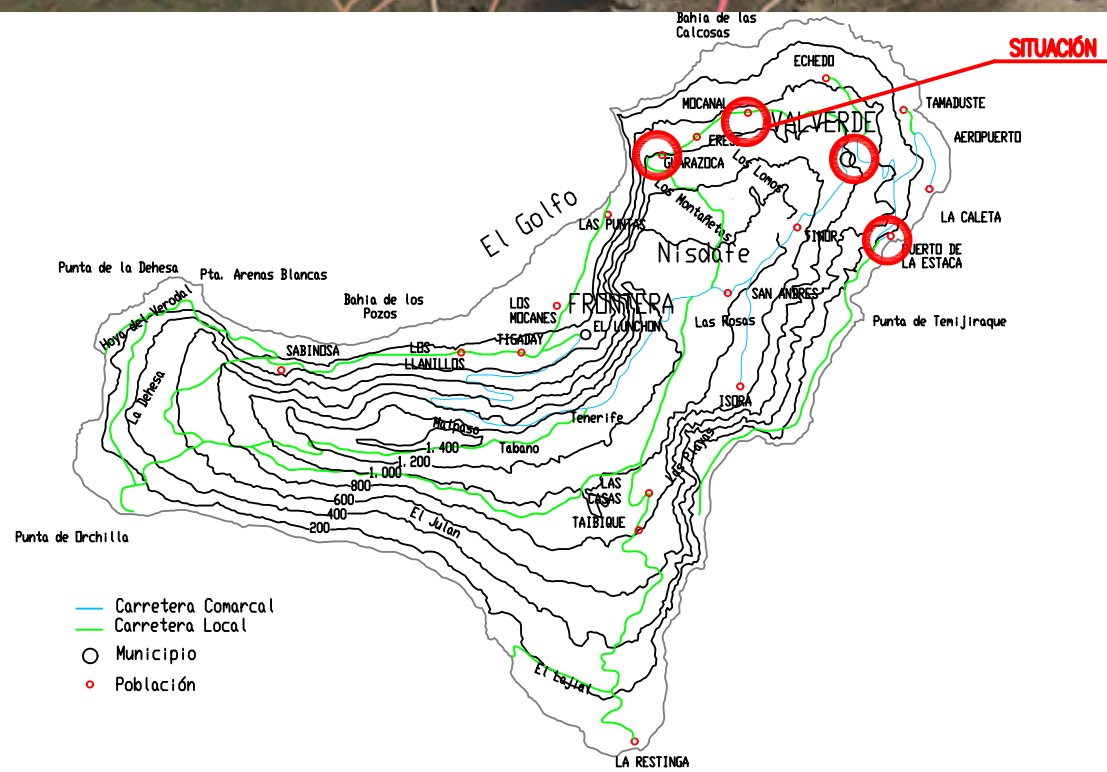 Bahia de las
Calcosas
SITUACIÓN
ECHEDO
MOCANAL
TAMADUSTE
VALVERDE
AEROPUERTO
ERESE
GUARAZOCA
Los Lomos
Las Montañetas
El Golfo
LAS PUNTAS
TIÑOR
LA CALETA
Nisdafe
PUERTO DE
LA ESTACA
Punta de la Dehesa
Pta. Arenas Blancas
Hoya del Verodal
Bahia de los
Pozos
LOS
MOCANES
FRONTERA
SAN ANDRES
EL LUNCHON
Las Rosas
Punta de Temijiraque
SABINOSA
LOS
LLANILLOS
TIGADAY
La Dehesa
ISORA
Malpaso
Tenerife
Tabano
1.400
1.200
1.000
800
600
400
200
Las Playas
LAS
CASAS
TAIBIQUE
El Julan
Punta de Orchilla
Carretera Comarcal
Carretera Local
Municipio
Población
El Lajial
LA RESTINGA